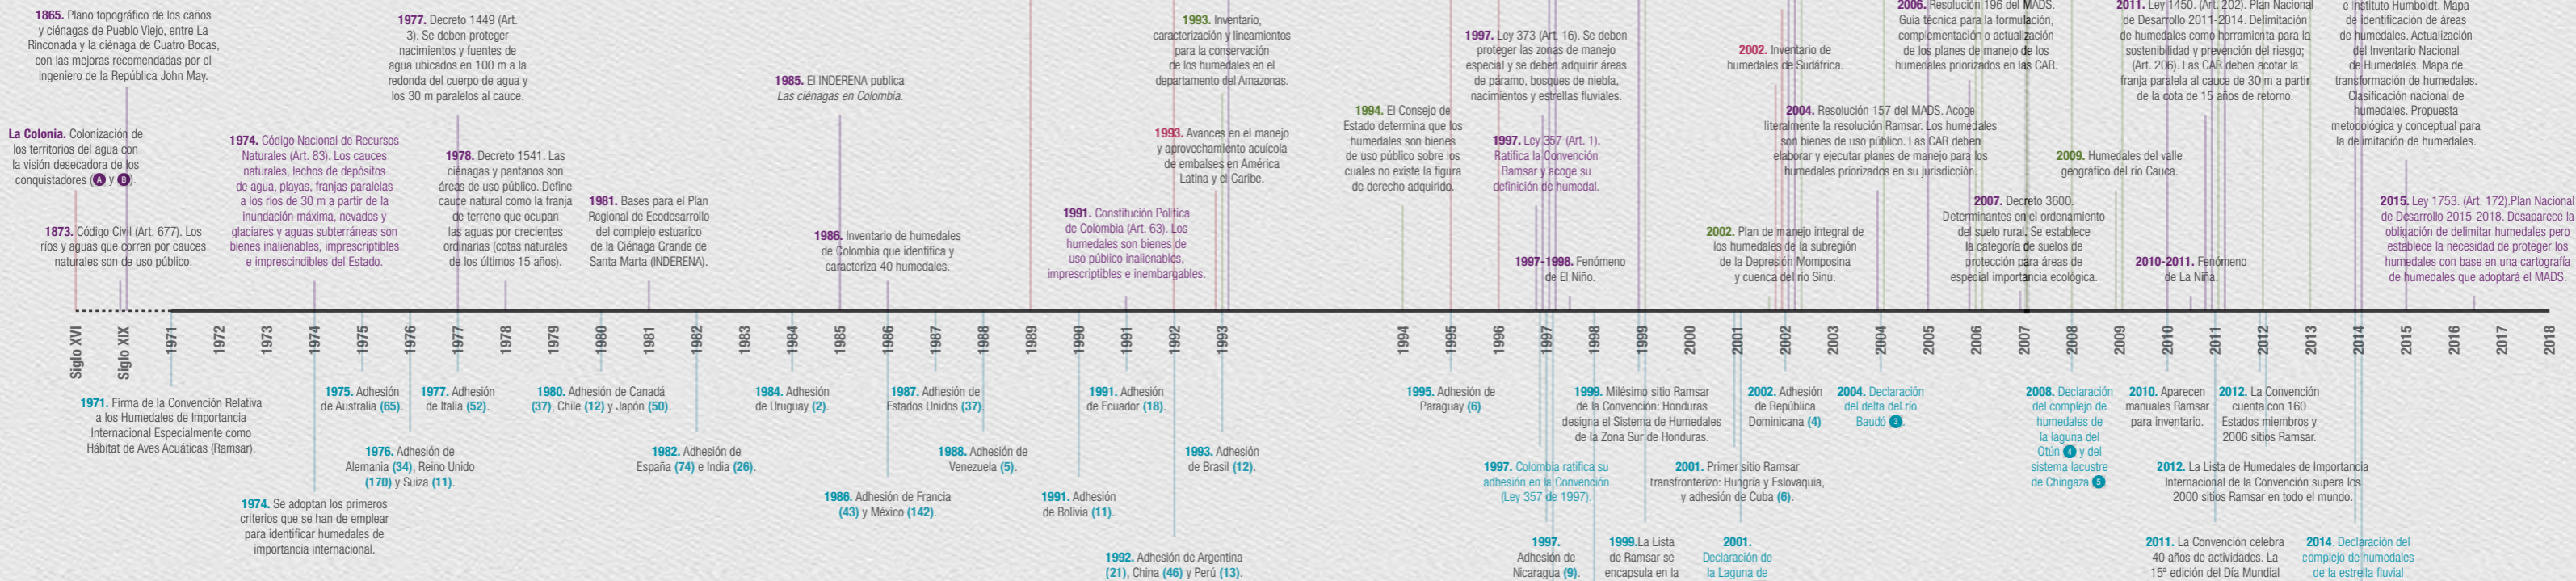 1865. Plano topográfico de los caños
y ciénagas de Pueblo Viejo, entre La
Rinconada y la ciénaga de Cuatro Bocas,
con las mejoras recomendadas por el
ingeniero de la República John May.
La Colonia. Colonización de
los territorios del agua con
la visión desecadora de los
conquistadores (A y B).
1873. Código Civil (Art. 677). Los
ríos y aguas que corren por cauces
naturales son de uso público.
1974. Código Nacional de Recursos
Naturales (Art. 83). Los cauces
naturales, lechos de depósitos
de agua, playas, franjas paralelas
a los ríos de 30 m a partir de la
inundación máxima, nevados y
glaciares y aguas subterráneas son
bienes inalienables, imprescriptibles
e imprescindibles del Estado.
1977. Decreto 1449 (Art.
3). Se deben proteger
nacimientos y fuentes de
agua ubicados en 100 m a la
redonda del cuerpo de agua y
los 30 m paralelos al cauce.
1978. Decreto 1541. Las
ciénagas y pantanos son
áreas de uso público. Define
cauce natural como la franja
de terreno que ocupan
las aguas por crecientes
ordinarias (cotas naturales
de los últimos 15 años).
1981. Bases para el Plan
Regional de Ecodesarrollo
del complejo estuarico
de la Ciénaga Grande de
Santa Marta (INDERENA).
1985. El INDERENA publica
Las ciénagas en Colombia.
1986. Inventario de humedales
de Colombia que identifica y
caracteriza 40 humedales.
1991. Constitución Política
de Colombia (Art. 63). Los
humedales son bienes de
uso público inalienables,
imprescriptibles e inembargables.
1993. Inventario,
caracterización y lineamientos
para la conservación
de los humedales en el
departamento del Amazonas.
1993. Avances en el manejo
y aprovechamiento acuícola
de embalses en América
Latina y el Caribe.
1994. El Consejo de
Estado determina que los
humedales son bienes
de uso público sobre los
cuales no existe la figura
de derecho adquirido.
1997. Ley 373 (Art. 16). Se deben
proteger las zonas de manejo
especial y se deben adquirir áreas
de páramo, bosques de niebla,
nacimientos y estrellas fluviales.
1997. Ley 357 (Art. 1).
Ratifica la Convención
Ramsar y acoge su
definición de humedal.
1997-1998. Fenómeno
de El Niño.
2002. Inventario de
humedales de Sudáfrica.
2004. Resolución 157 del MADS. Acoge
literalmente la resolución Ramsar. Los humedales
son bienes de uso público. Las CAR deben
elaborar y ejecutar planes de manejo para los
humedales priorizados en su jurisdicción.
2002. Plan de manejo integral de
los humedales de la subregión
de la Depresión Momposina
y cuenca del río Sinú.
2006. Resolución 196 del MADS.
Guía técnica para la formulación,
complementación o actualización
de los planes de manejo de los
humedales priorizados en las CAR.
2009. Humedales del valle
geográfico del río Cauca.
2007. Decreto 3600.
Determinantes en el ordenamiento
del suelo rural. Se establece
la categoría de suelos de
protección para áreas de
especial importancia ecológica.
2011. Ley 1450. (Art. 202). Plan Nacional
de Desarrollo 2011-2014. Delimitación
de humedales como herramienta para la
sostenibilidad y prevención del riesgo;
(Art. 206). Las CAR deben acotar la
franja paralela al cauce de 30 m a partir
de la cota de 15 años de retorno.
2010-2011. Fenómeno
de La Niña.
e Instituto Humboldt. Mapa
de identificación de áreas
de humedales. Actualización
del Inventario Nacional
de Humedales. Mapa de
transformación de humedales.
Clasificación nacional de
humedales. Propuesta
metodológica y conceptual para
la delimitación de humedales.
2015. Ley 1753. (Art. 172).Plan Nacional
de Desarrollo 2015-2018. Desaparece la
obligación de delimitar humedales pero
establece la necesidad de proteger los
humedales con base en una cartografía
de humedales que adoptará el MADS.
Siglo XVI
Siglo XIX
1971
1972
1973
1974
1975
1976
1977
1978
1979
1980
1981
1982
1983
1984
1985
1986
1987
1988
1989
1990
1991
1992
1993
1994
1995
1996
1997
1998
1999
2000
2001
2002
2003
2004
2005
2006
2007
2008
2009
2010
2011
2012
2013
2014
2015
2016
2017
2018
1971. Firma de la Convención Relativa
a los Humedales de Importancia
Internacional Especialmente como
Hábitat de Aves Acuáticas (Ramsar).
1974. Se adoptan los primeros
criterios que se han de emplear
para identificar humedales de
importancia internacional.
1975. Adhesión
de Australia (65).
1976. Adhesión de
Alemania (34), Reino Unido
(170) y Suiza (11).
1977. Adhesión
de Italia (52).
1980. Adhesión de Canadá
(37), Chile (12) y Japón (50).
1982. Adhesión de
España (74) e India (26).
1984. Adhesión
de Uruguay (2).
1986. Adhesión de Francia
(43) y México (142).
1987. Adhesión de
Estados Unidos (37).
1988. Adhesión de
Venezuela (5).
1991. Adhesión
de Ecuador (18).
1991. Adhesión
de Bolivia (11).
1992. Adhesión de Argentina
(21), China (46) y Perú (13).
1993. Adhesión
de Brasil (12).
1995. Adhesión de
Paraguay (6)
1997. Colombia ratifica su
adhesión en la Convención
(Ley 357 de 1997).
1997.
Adhesión de
Nicaragua (9).
1999. Milésimo sitio Ramsar
de la Convención: Honduras
designa el Sistema de Humedales
de la Zona Sur de Honduras.
1999.La Lista
de Ramsar se
encapsula en la
2001. Primer sitio Ramsar
transfronterizo: Hungría y Eslovaquia,
y adhesión de Cuba (6).
2001.
Declaración de
la Laguna de
2002. Adhesión
de República
Dominicana (4)
2004. Declaración
del delta del río
Baudó 3.
2008. Declaración
del complejo de
humedales de
la laguna del
Otún 4 y del
sistema lacustre
de Chingaza 5.
2010. Aparecen
manuales Ramsar
para inventario.
2012. La Convención
cuenta con 160
Estados miembros y
2006 sitios Ramsar.
2012. La Lista de Humedales de Importancia
Internacional de la Convención supera los
2000 sitios Ramsar en todo el mundo.
2011. La Convención celebra
40 años de actividades. La
15ª edición del Día Mundial
2014. Declaración del
complejo de humedales
de la estrella fluvial